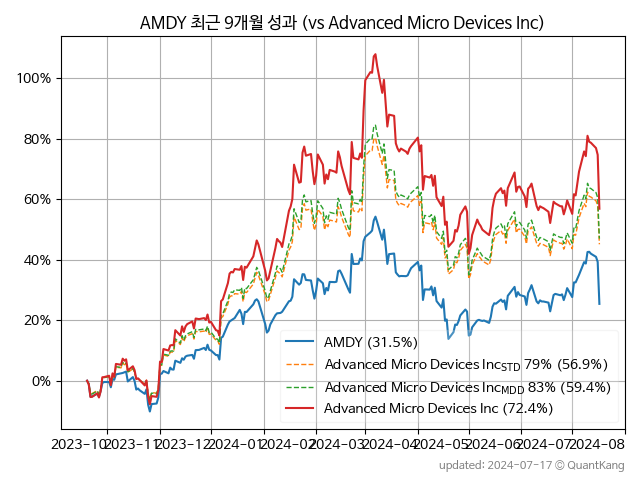 AMDY 최근 9개월 성과 (vs Advanced Micro Devices Inc)
100%
80%
60%
40%
20%
0%
AMDY (31.5%)
Advanced Micro Devices Inc_STD 79% (56.9%)
Advanced Micro Devices Inc_MDD 83% (59.4%)
Advanced Micro Devices Inc (72.4%)
2023-10 2023-11 2023-12 2024-01 2024-02 2024-03 2024-04 2024-05 2024-06 2024-07 2024-08
updated: 2024-07-17 © QuantKang